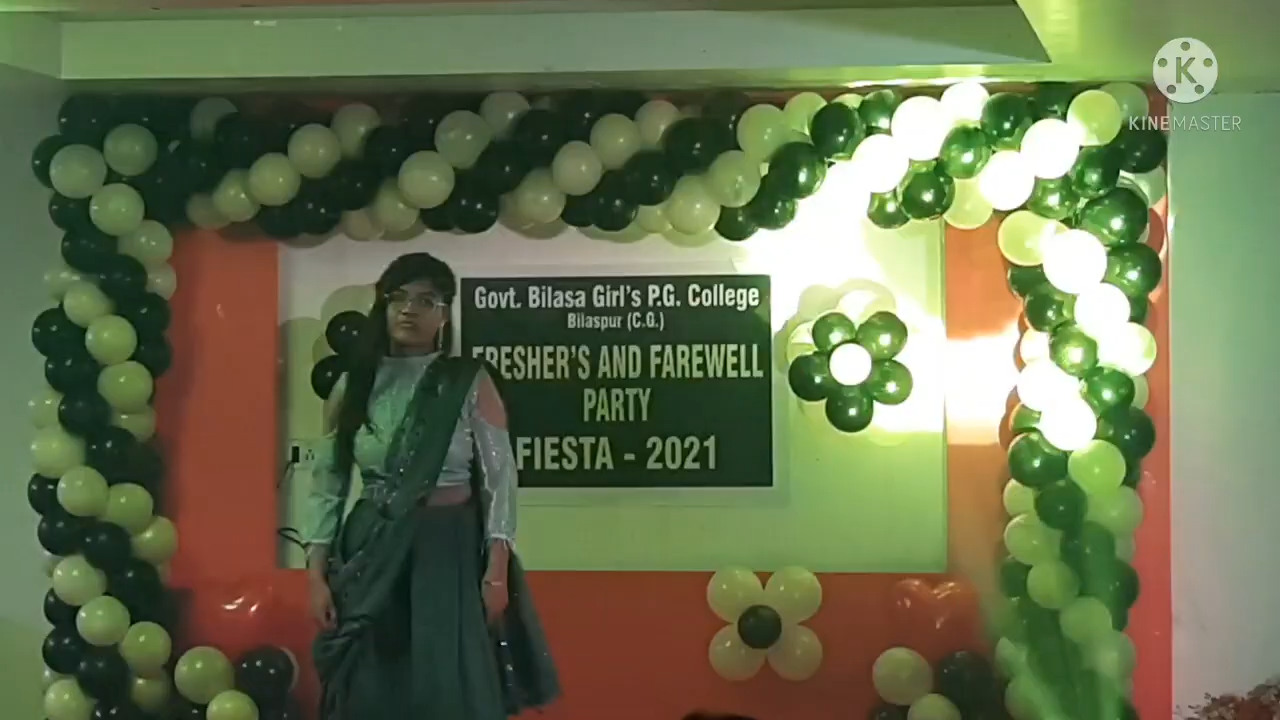 Govt. Bilasa Girl's P.G. College
Bilaspur (C.G.)
FRESHER'S AND FAREWELL
PARTY
FIESTA - 2021
K
KINEMASTER